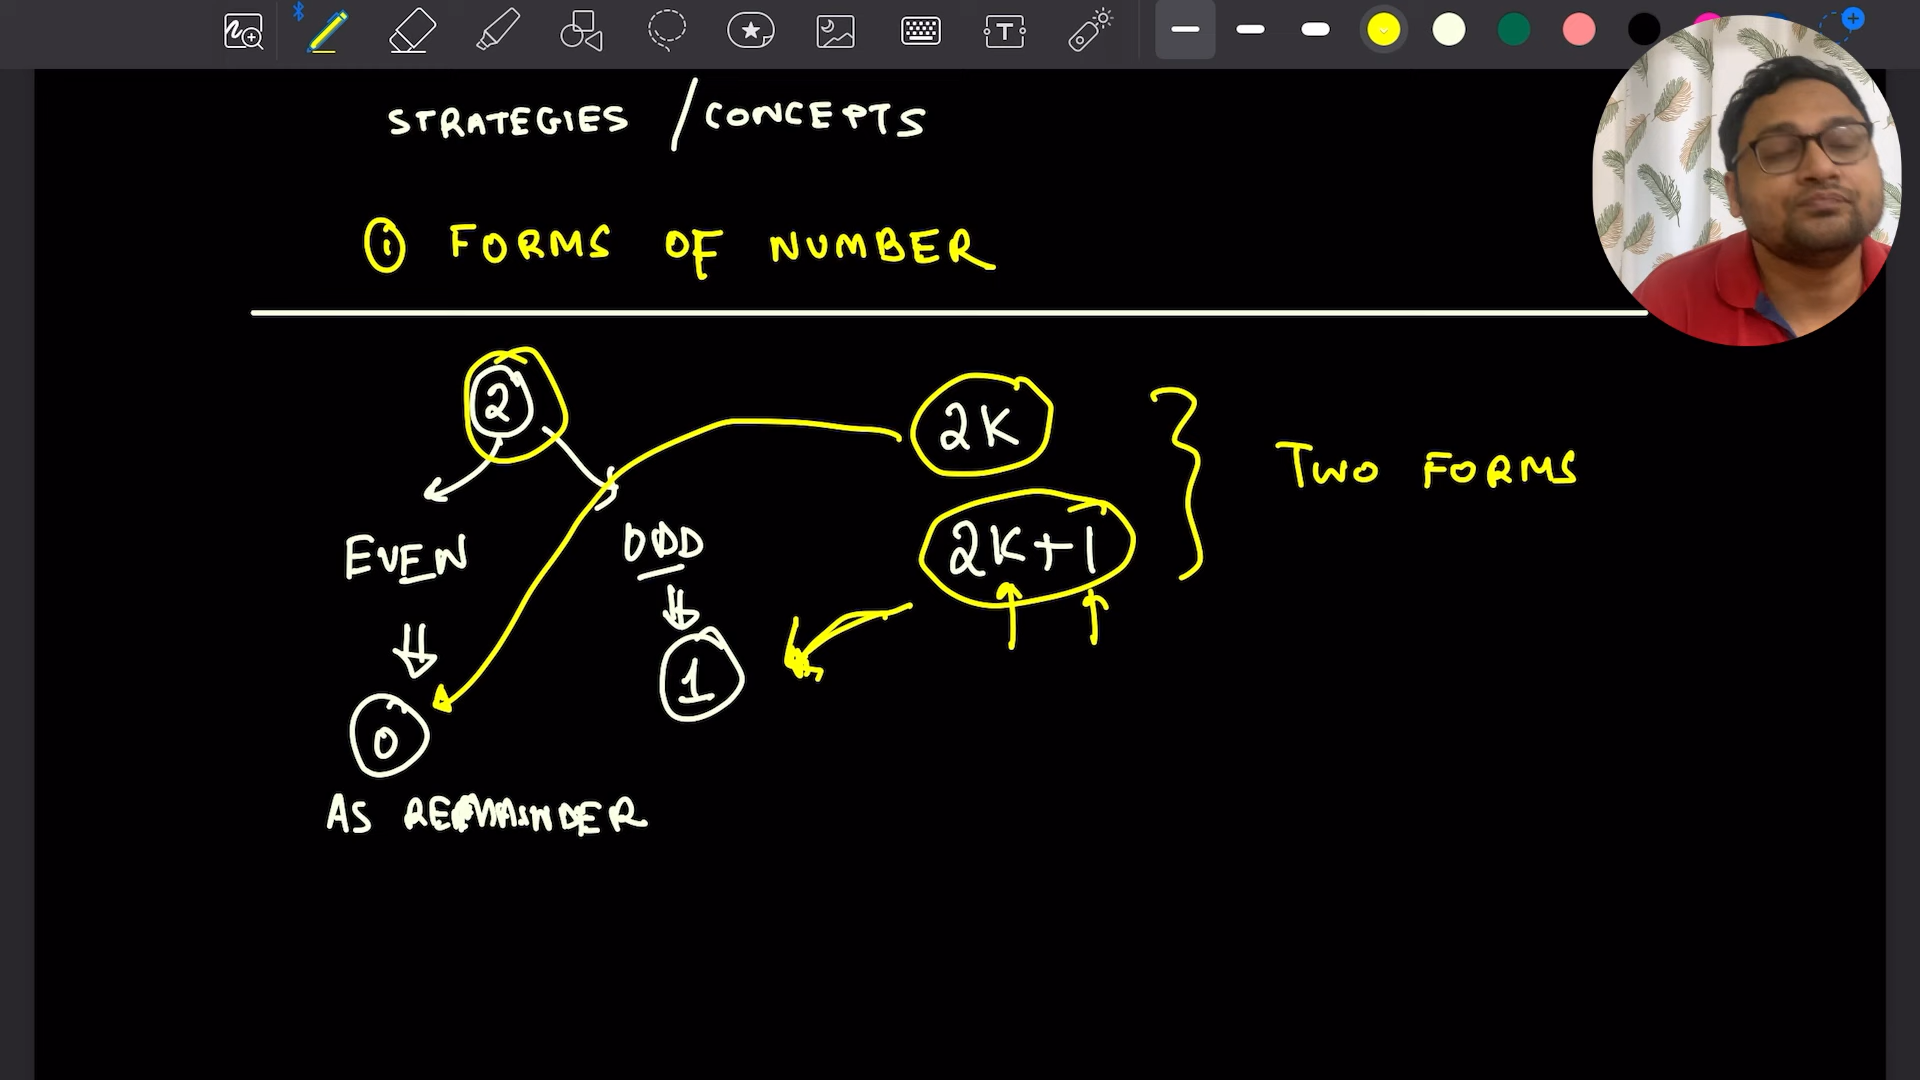 STRATEGIES / CONCEPTS
① FORMS OF NUMBER
2
2K
2K+1
TWO FORMS
EVEN
ODD
1
0
AS REMAINDER
T